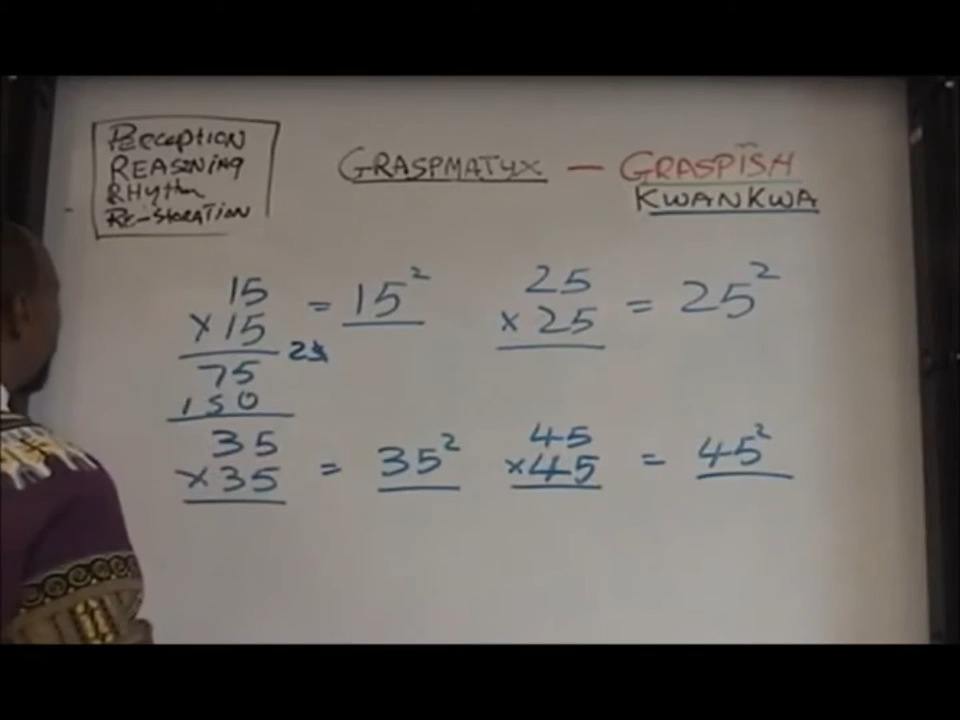 PERCEPTION
REASNING
RHythm
RE-STORATION
GRASPMATYX — GRASPISH
KWANKWA
15
×15
= 15²
75
150
25
× 25
= 25²
35
×35
= 35²
45
×45
= 45²